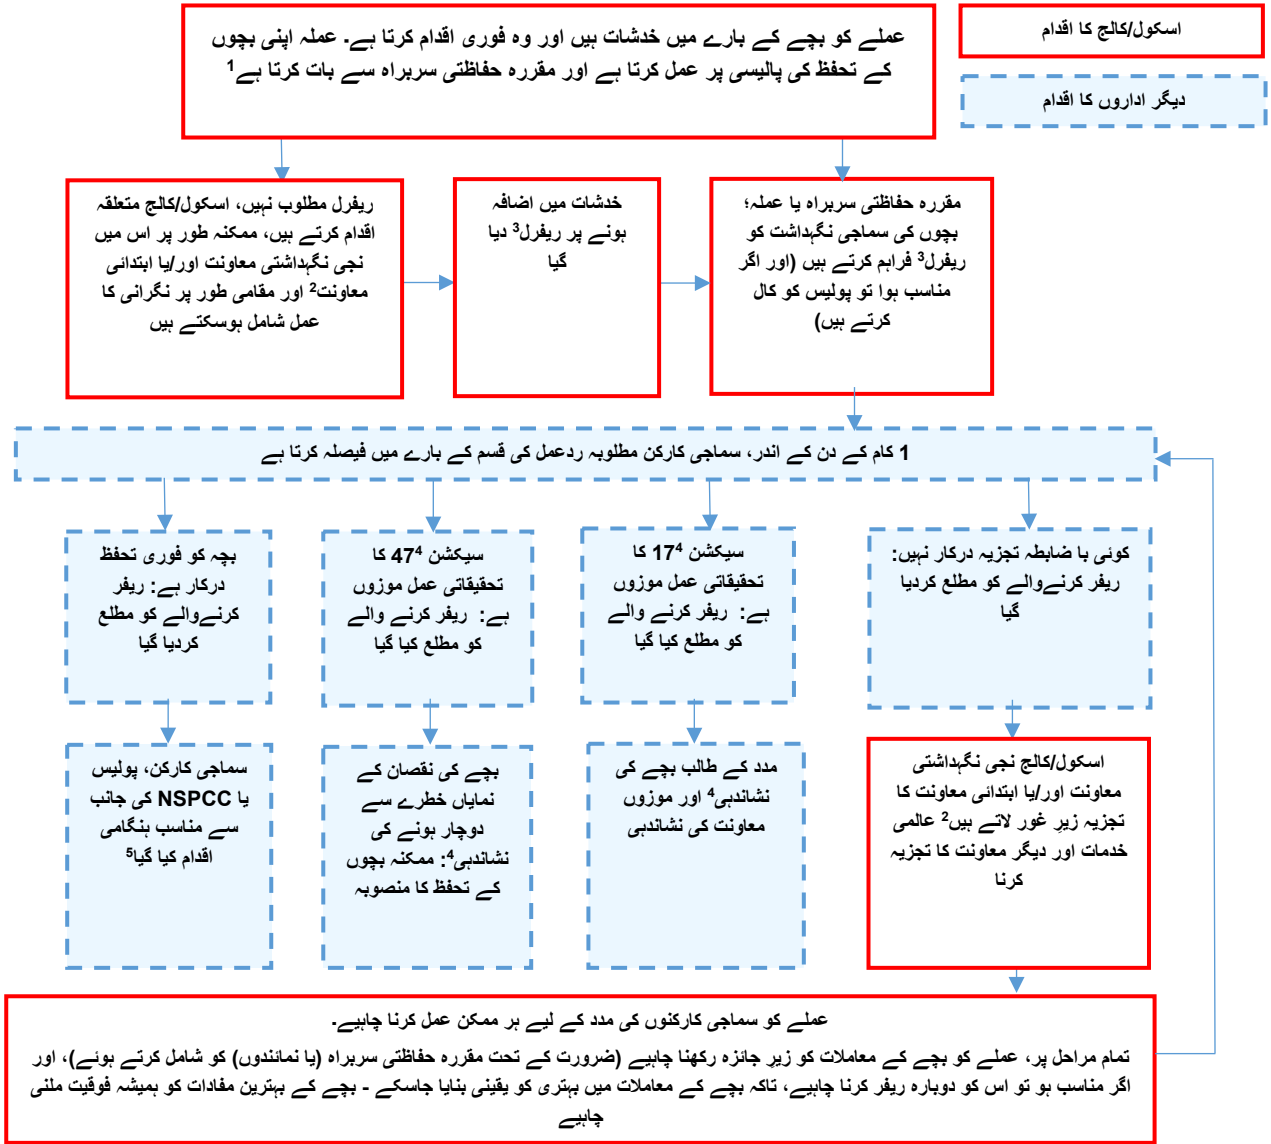 عملے کو بچے کے بارے میں خدشات ہیں اور وہ فوری اقدام کرتا ہے۔ عملہ اپنی بچوں
کے تحفظ کی پالیسی پر عمل کرتا ہے اور مقررہ حفاظتی سربراہ سے بات کرتا ہے¹
اسکول/کالج کا اقدام
دیگر اداروں کا اقدام
مقررہ حفاظتی سربراہ یا عملہ؛
بچوں کی سماجی نگہداشت کو
ریفرل³ فراہم کرتے ہیں (اور اگر
مناسب ہوا تو پولیس کو کال
کرتے ہیں)
خدشات میں اضافہ
ہونے پر ریفرل³ دیا
گیا
ریفرل مطلوب نہیں، اسکول/کالج متعلقہ
اقدام کرتے ہیں، ممکنہ طور پر اس میں
نجی نگہداشتی معاونت اور/یا ابتدائی
معاونت² اور مقامی طور پر نگرانی کا
عمل شامل ہوسکتے ہیں
1 کام کے دن کے اندر، سماجی کارکن مطلوبہ ردعمل کی قسم کے بارے میں فیصلہ کرتا ہے
کوئی با ضابطہ تجزیہ درکار نہیں:
ریفر کرنےوالے کو مطلع کردیا
گیا
سیکشن 17⁴ کا
تحقیقاتی عمل موزوں
ہے: ریفر کرنے والے
کو مطلع کیا گیا
سیکشن 47⁴ کا
تحقیقاتی عمل موزوں
ہے: ریفر کرنے والے
کو مطلع کیا گیا
بچہ کو فوری تحفظ
درکار ہے: ریفر
کرنےوالے کو مطلع
کردیا گیا
اسکول/کالج نجی نگہداشتی
معاونت اور/یا ابتدائی معاونت کا
تجزیہ زیرِ غور لاتے ہیں² عالمی
خدمات اور دیگر معاونت کا تجزیہ
کرنا
مدد کے طالب بچے کی
نشاندہی⁴ اور موزوں
معاونت کی نشاندہی
بچے کی نقصان کے
نمایاں خطرے سے
دوچار ہونے کی
نشاندہی⁴: ممکنہ بچوں
کے تحفظ کا منصوبہ
سماجی کارکن، پولیس
یا NSPCC کی جانب
سے مناسب ہنگامی
اقدام کیا گیا⁵
عملے کو سماجی کارکنوں کی مدد کے لیے ہر ممکن عمل کرنا چاہیے۔
تمام مراحل پر، عملے کو بچے کے معاملات کو زیرِ جائزہ رکھنا چاہیے (ضرورت کے تحت مقررہ حفاظتی سربراہ (یا نمائندوں) کو شامل کرتے ہوئے)، اور
اگر مناسب ہو تو اس کو دوبارہ ریفر کرنا چاہیے، تاکہ بچے کے معاملات میں بہتری کو یقینی بنایا جاسکے - بچے کے بہترین مفادات کو ہمیشہ فوقیت ملنی
چاہیے